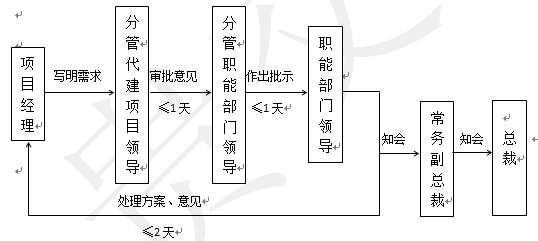 项目经理
写明需求
分管代建项目领导
审批意见
≤1天
分管职能部门领导
作出批示
≤1天
职能部门领导
知会
常务副总裁
知会
总裁
处理方案、意见
≤2天